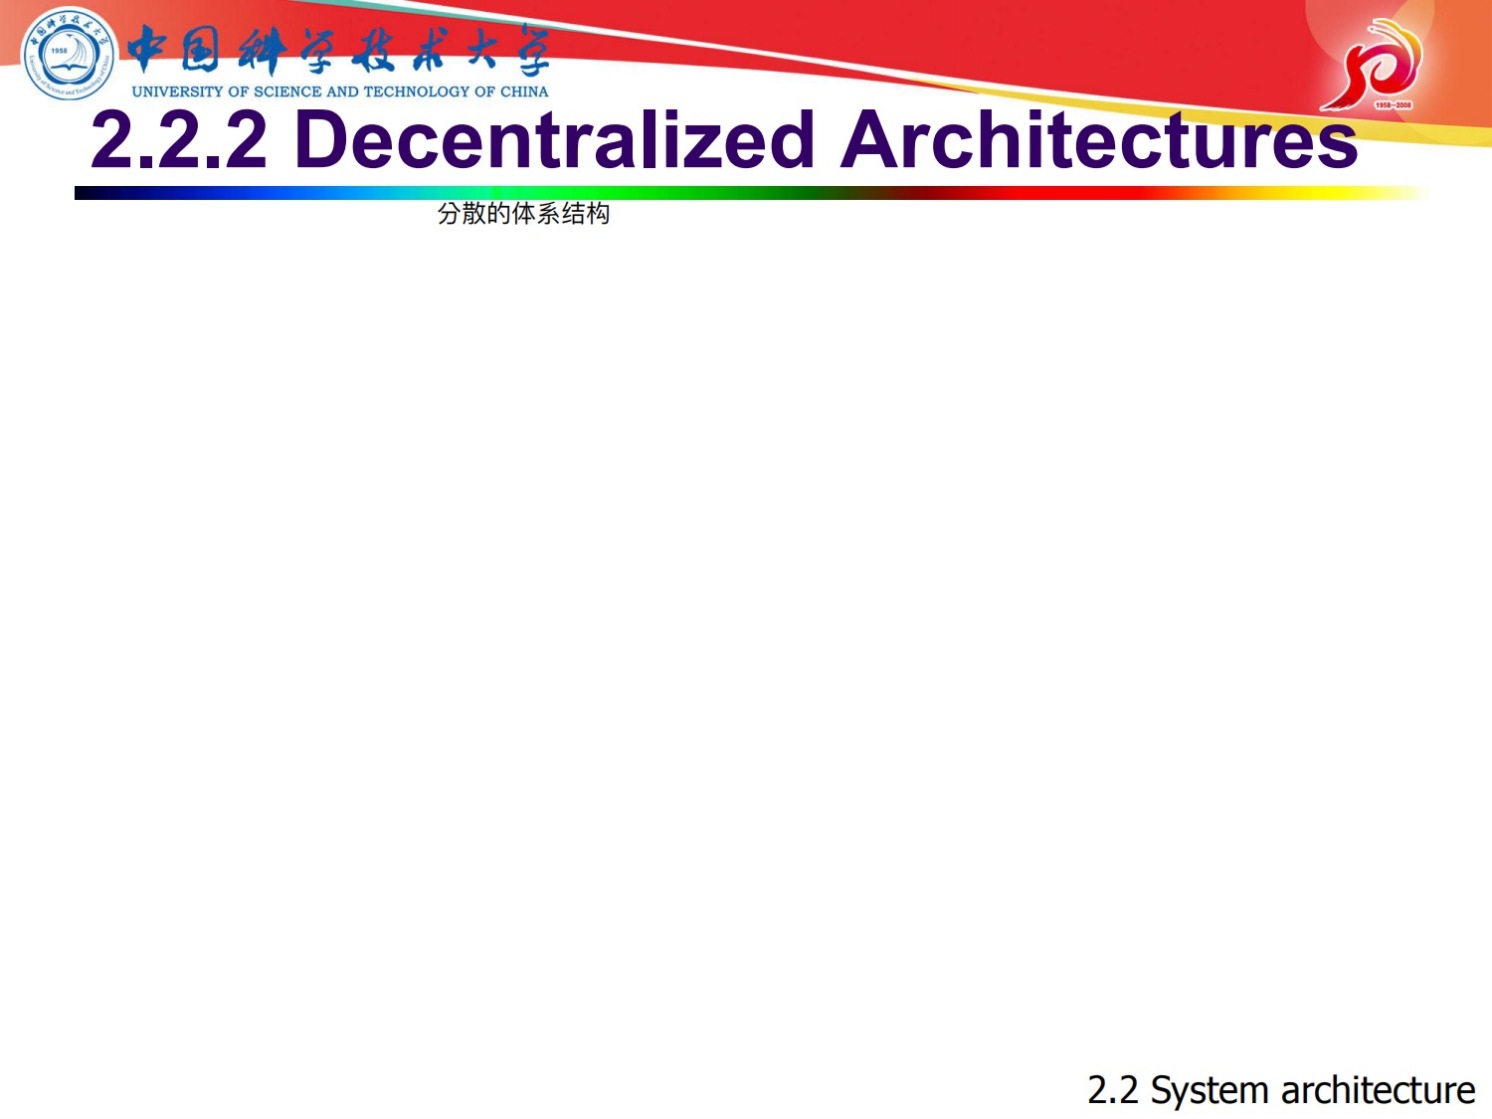 中国科学技术大学
1958
UNIVERSITY OF SCIENCE AND TECHNOLOGY OF CHINA
1958-2008
2.2.2 Decentralized Architectures
分散的体系结构
2.2 System architecture